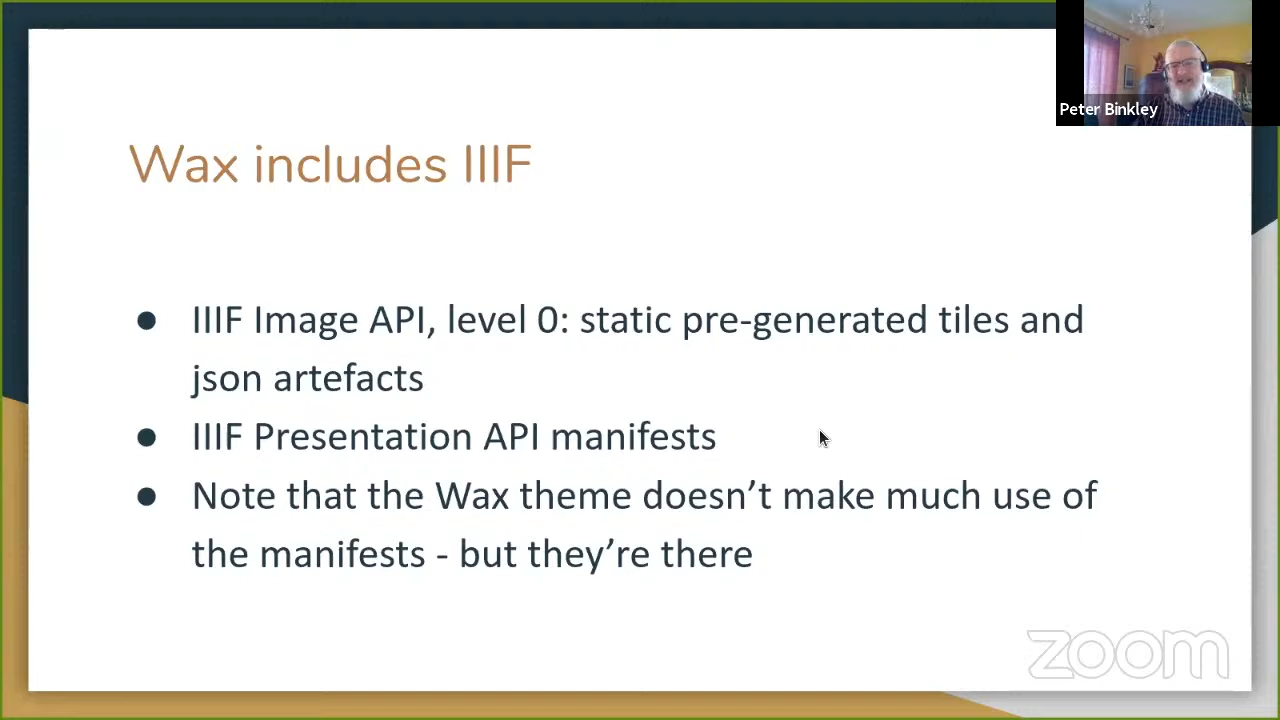 Peter Binkley
Wax includes IIIF
● IIIF Image API, level 0: static pre-generated tiles and
json artefacts
● IIIF Presentation API manifests
● Note that the Wax theme doesn’t make much use of
the manifests - but they’re there
zoom